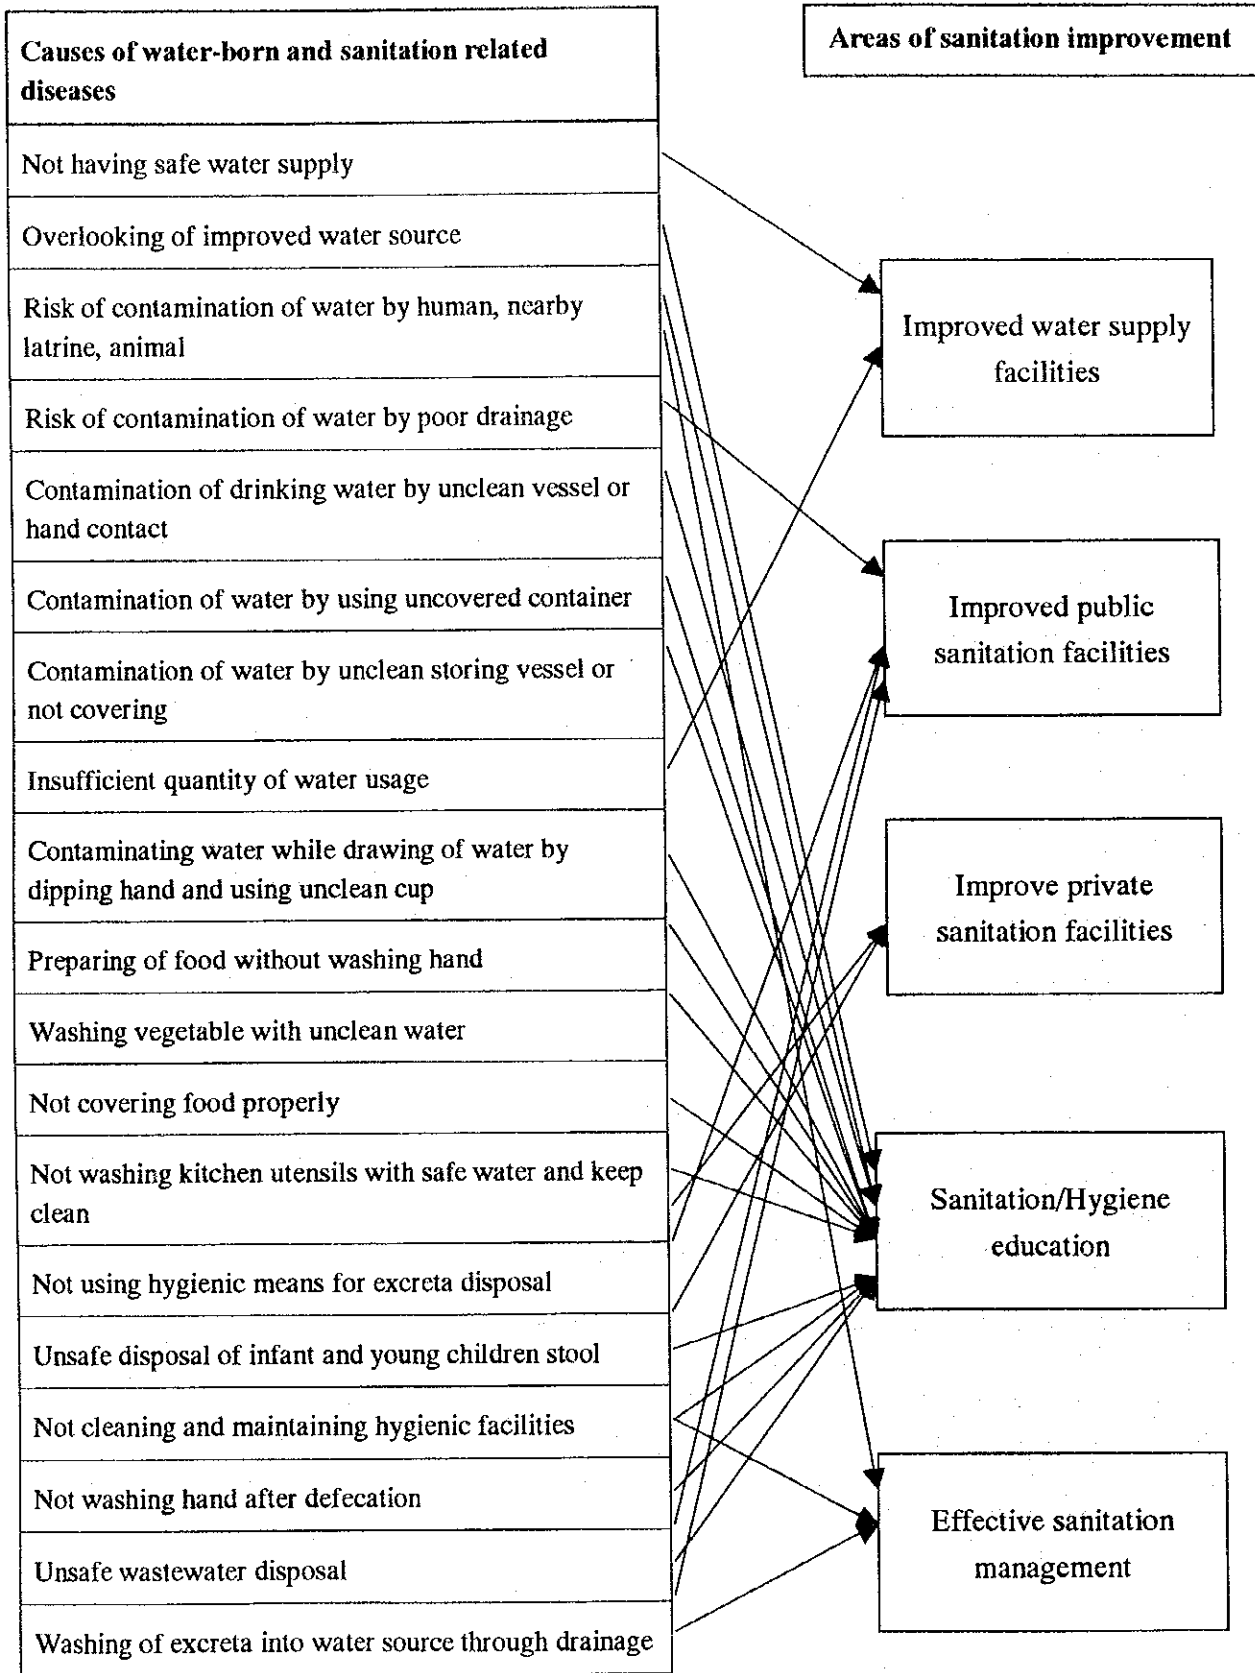 Causes of water-born and sanitation related
diseases
Not having safe water supply
Overlooking of improved water source
Risk of contamination of water by human, nearby
latrine, animal
Risk of contamination of water by poor drainage
Contamination of drinking water by unclean vessel or
hand contact
Contamination of water by using uncovered container
Contamination of water by unclean storing vessel or
not covering
Insufficient quantity of water usage
Contaminating water while drawing of water by
dipping hand and using unclean cup
Preparing of food without washing hand
Washing vegetable with unclean water
Not covering food properly
Not washing kitchen utensils with safe water and keep
clean
Not using hygienic means for excreta disposal
Unsafe disposal of infant and young children stool
Not cleaning and maintaining hygienic facilities
Not washing hand after defecation
Unsafe wastewater disposal
Washing of excreta into water source through drainage
Areas of sanitation improvement
Improved water supply
facilities
Improved public
sanitation facilities
Improve private
sanitation facilities
Sanitation/Hygiene
education
Effective sanitation
management